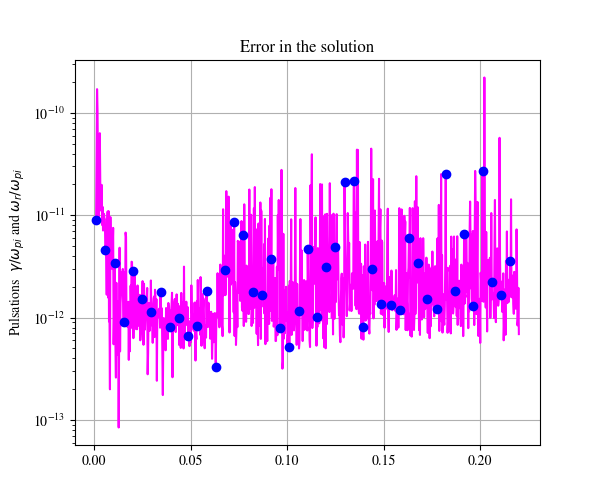 Error in the solution
Pulsations γ/ω_pi and ω_r/ω_pi
10⁻¹⁰
10⁻¹¹
10⁻¹²
10⁻¹³
0.00 0.05 0.10 0.15 0.20